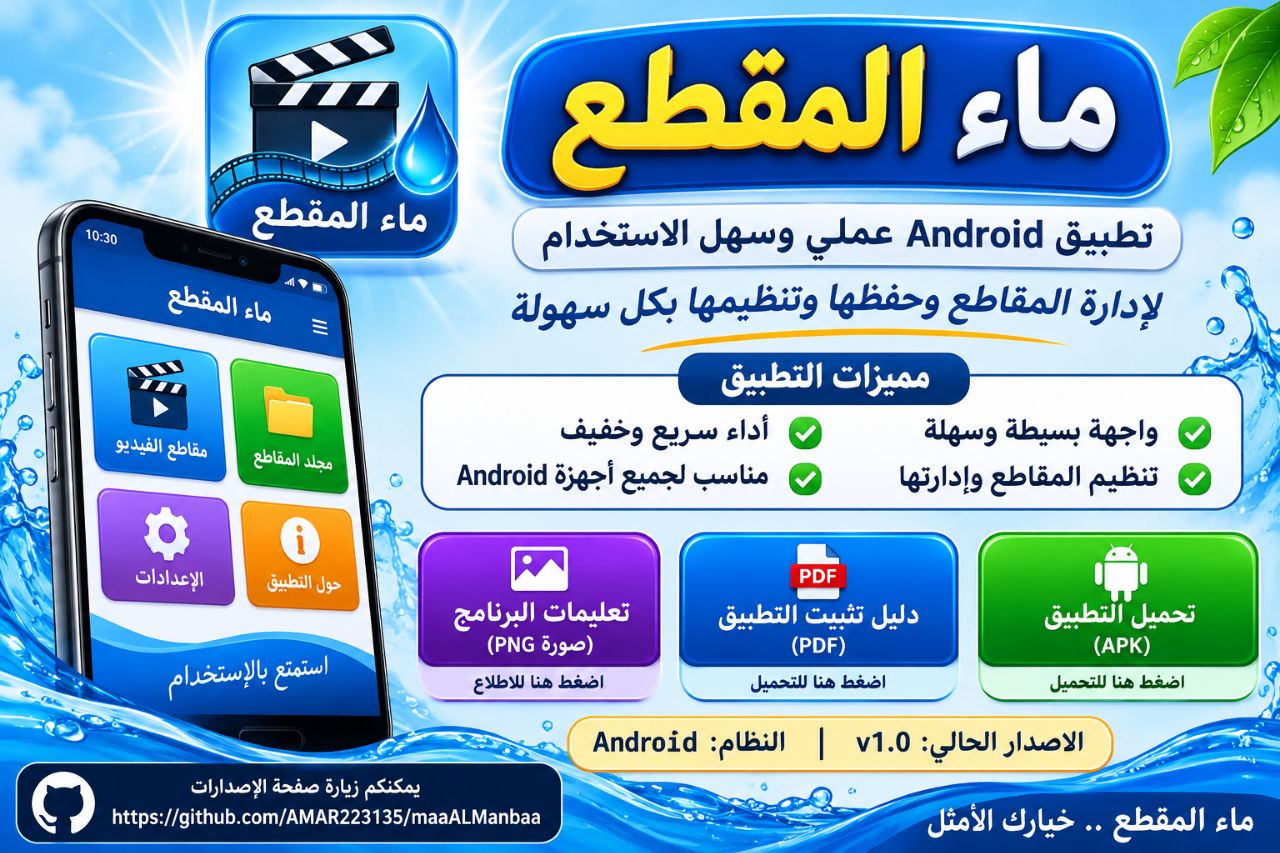 ماء المقطع
ماء المقطع
تطبيق Android عملي وسهل الاستخدام
لإدارة المقاطع وحفظها وتنظيمها بكل سهولة
10:30
ماء المقطع
مقاطع الفيديو
مجلد المقاطع
الإعدادات
حول التطبيق
استمتع بالإستخدام
مميزات التطبيق
واجهة بسيطة وسهلة
أداء سريع وخفيف
تنظيم المقاطع وإدارتها
مناسب لجميع أجهزة Android
تحميل التطبيق
(APK)
اضغط هنا للتحميل
PDF
دليل تثبيت التطبيق
(PDF)
اضغط هنا للتحميل
تعليمات البرنامج
(صورة PNG)
اضغط هنا للاطلاع
الاصدار الحالي: v1.0 | النظام: Android
يمكنكم زيارة صفحة الإصدارات
https://github.com/AMAR223135/maaALManbaa
ماء المقطع .. خيارك الأمثل